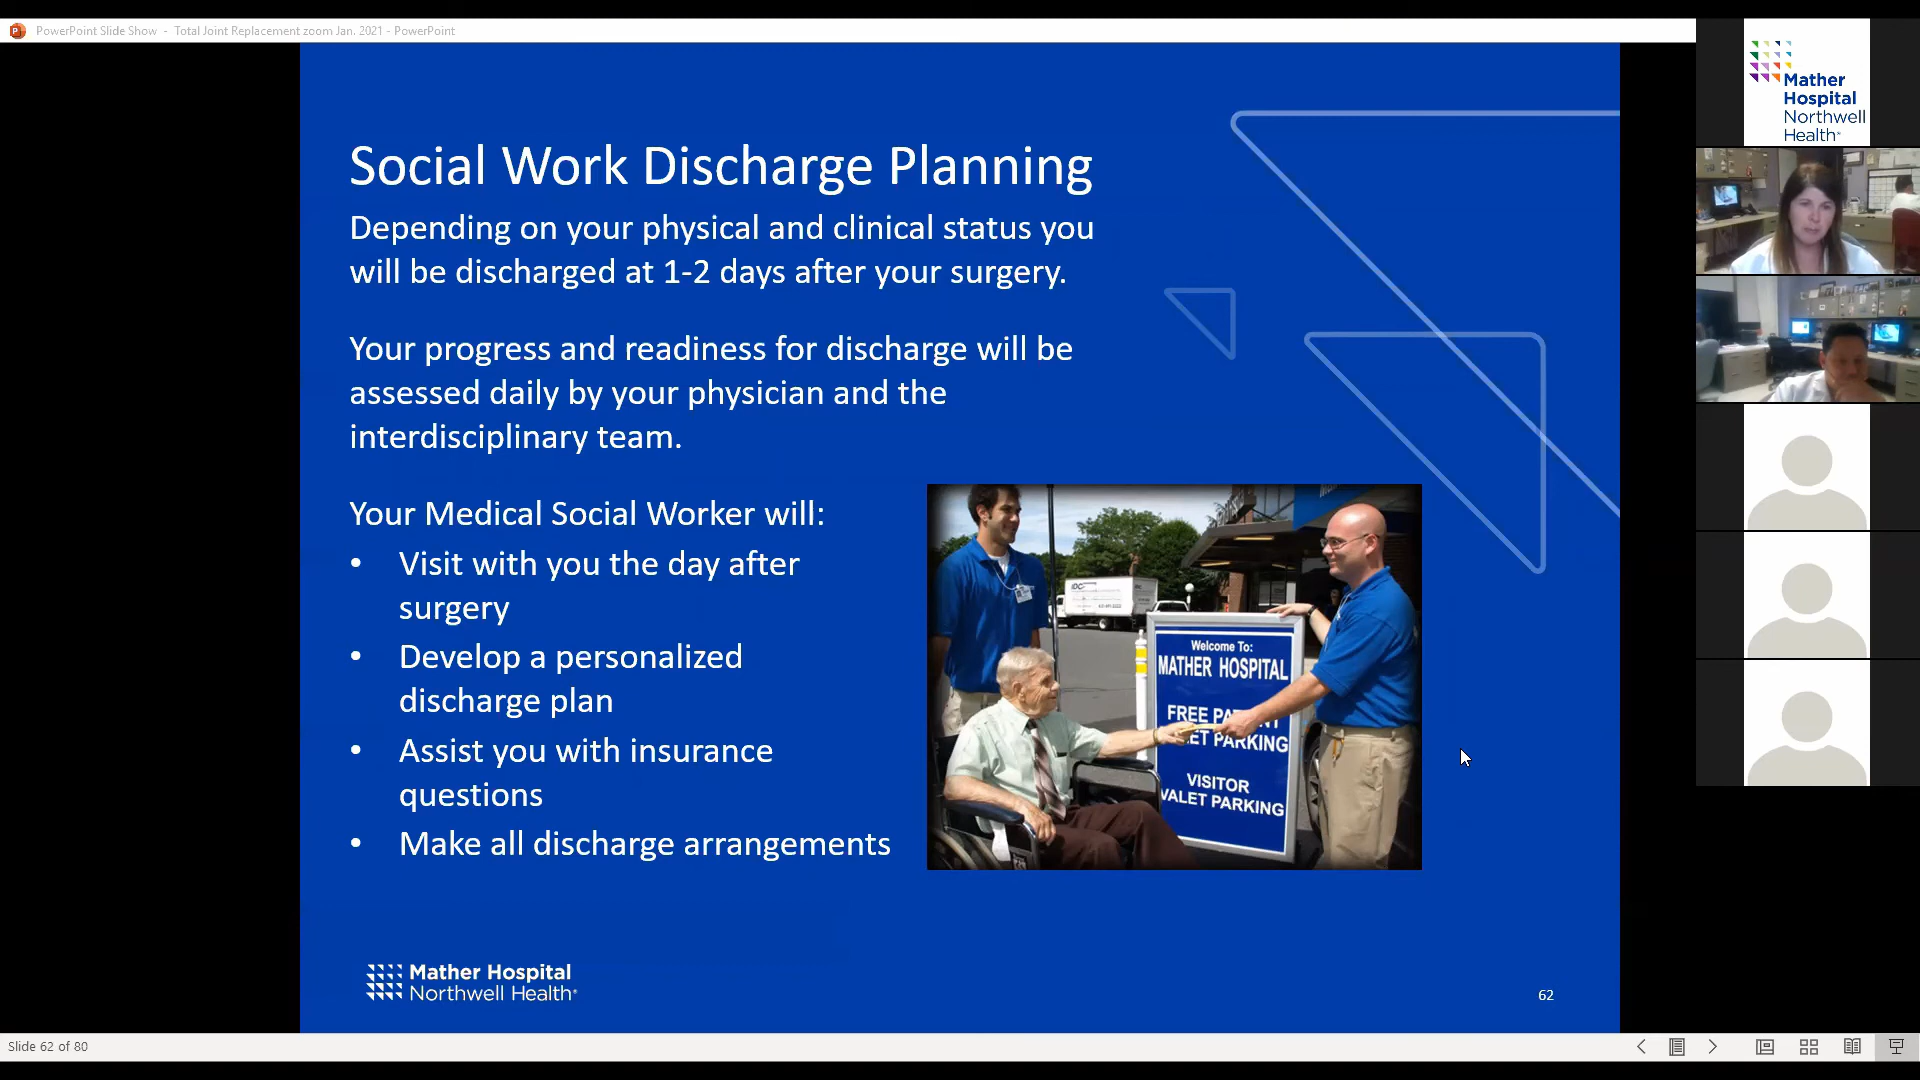 PowerPoint Slide Show - Total Joint Replacement zoom Jan. 2021 - PowerPoint
Mather
Hospital
Northwell
Health
Social Work Discharge Planning
Depending on your physical and clinical status you
will be discharged at 1-2 days after your surgery.
Your progress and readiness for discharge will be
assessed daily by your physician and the
interdisciplinary team.
Your Medical Social Worker will:
• Visit with you the day after
surgery
• Develop a personalized
discharge plan
• Assist you with insurance
questions
• Make all discharge arrangements
Welcome To:
MATHER HOSPITAL
FREE
PARKING
VISITOR
VALET PARKING
Mather Hospital
Northwell Health
62
Slide 62 of 80